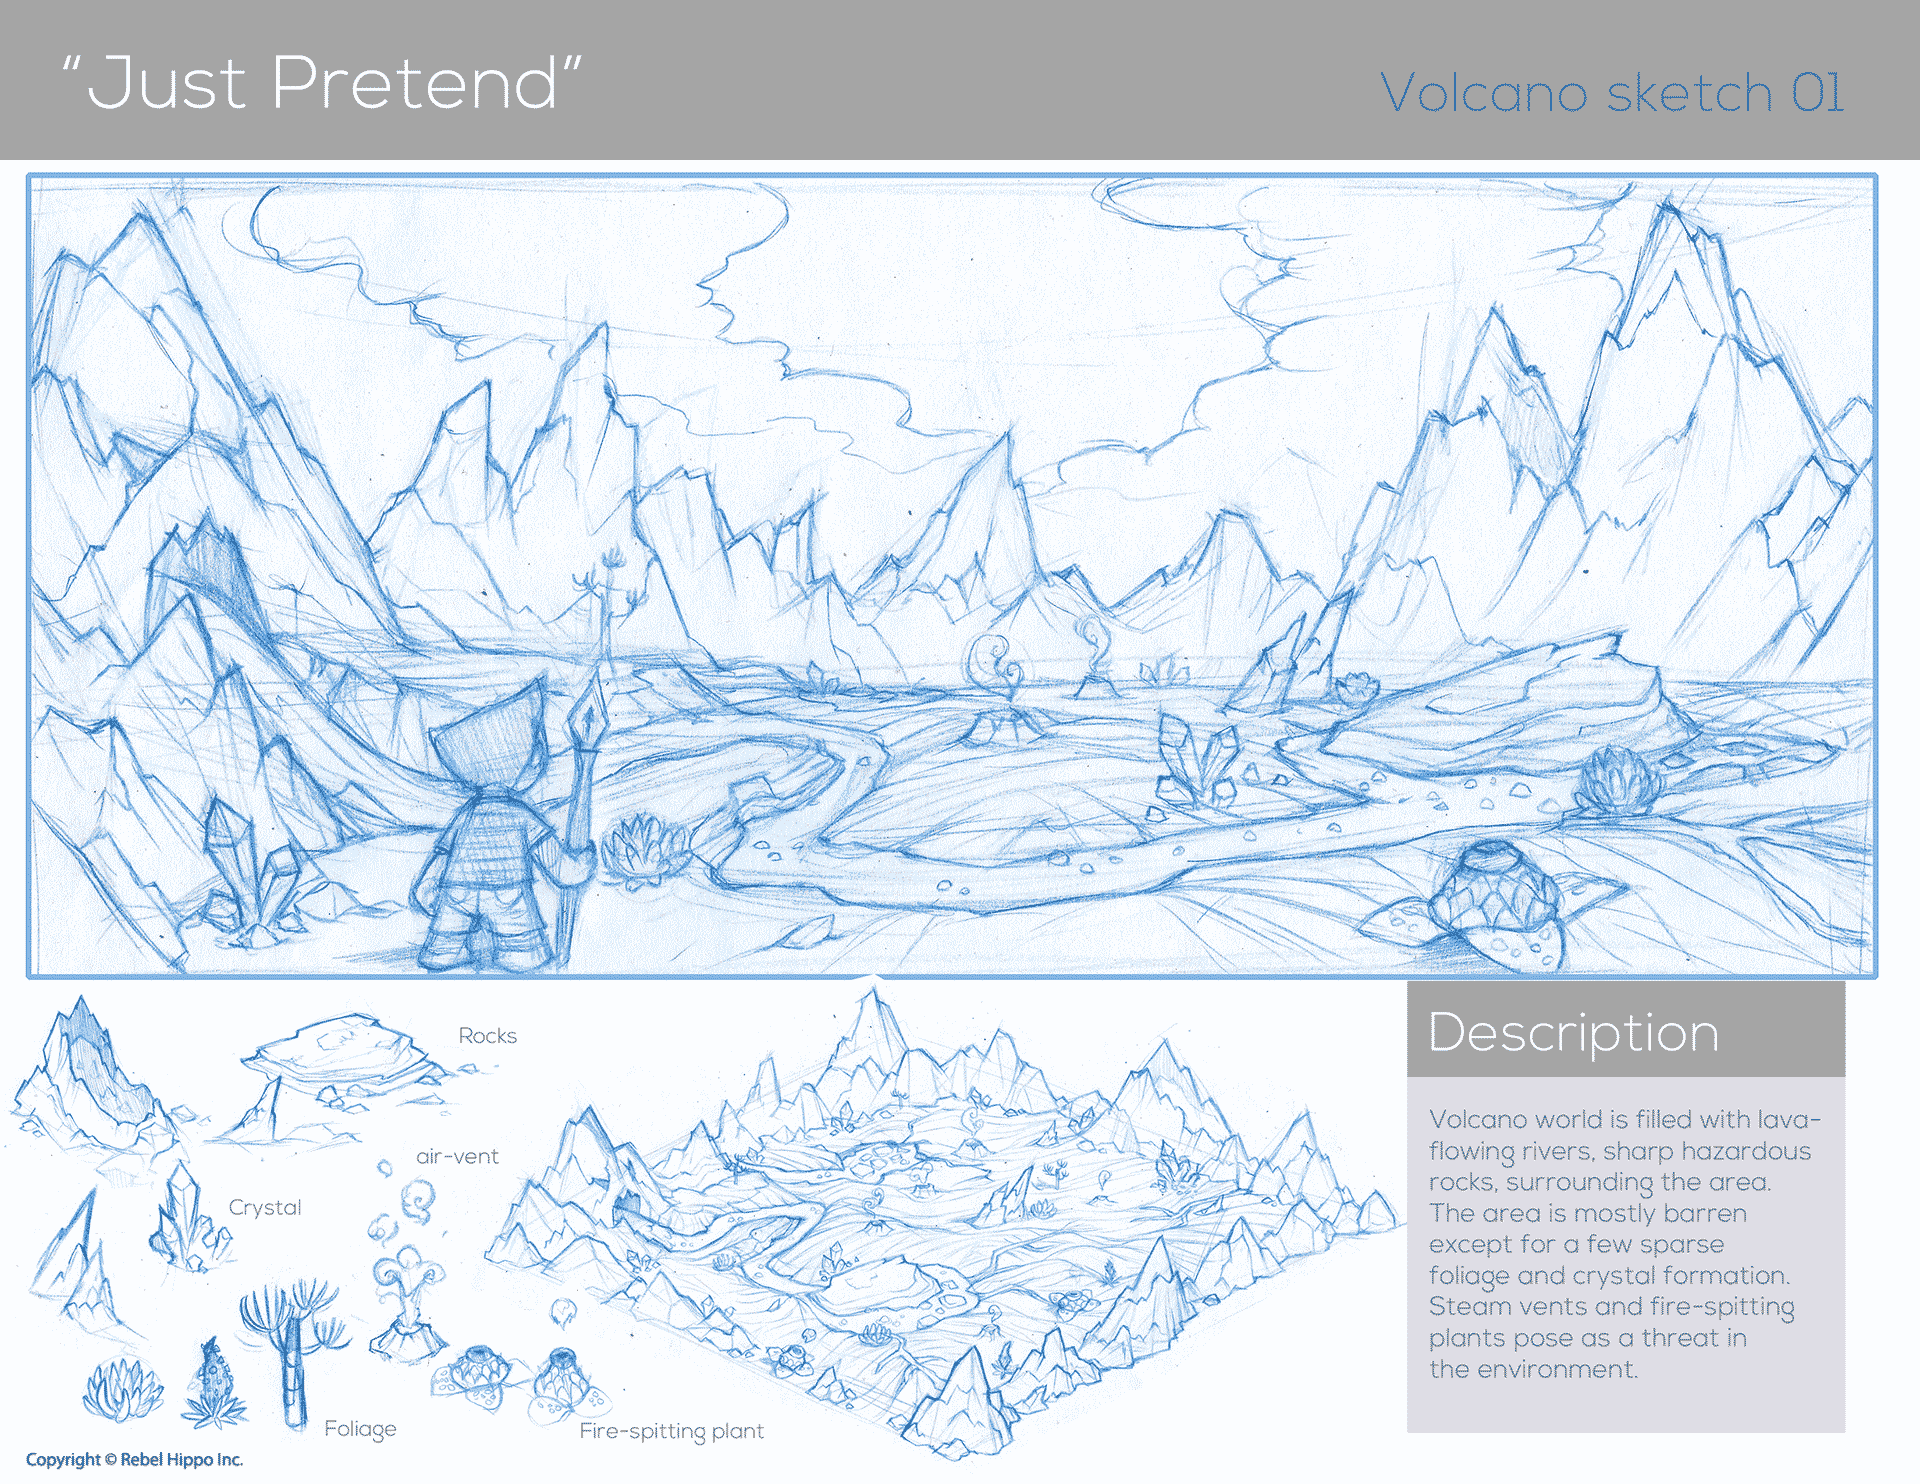 “Just Pretend”
Volcano sketch 01
Rocks
air-vent
Crystal
Foliage
Fire-spitting plant
Description
Volcano world is filled with lava-
flowing rivers, sharp hazardous
rocks, surrounding the area.
The area is mostly barren
except for a few sparse
foliage and crystal formation.
Steam vents and fire-spitting
plants pose as a threat in
the environment.
Copyright © Rebel Hippo Inc.